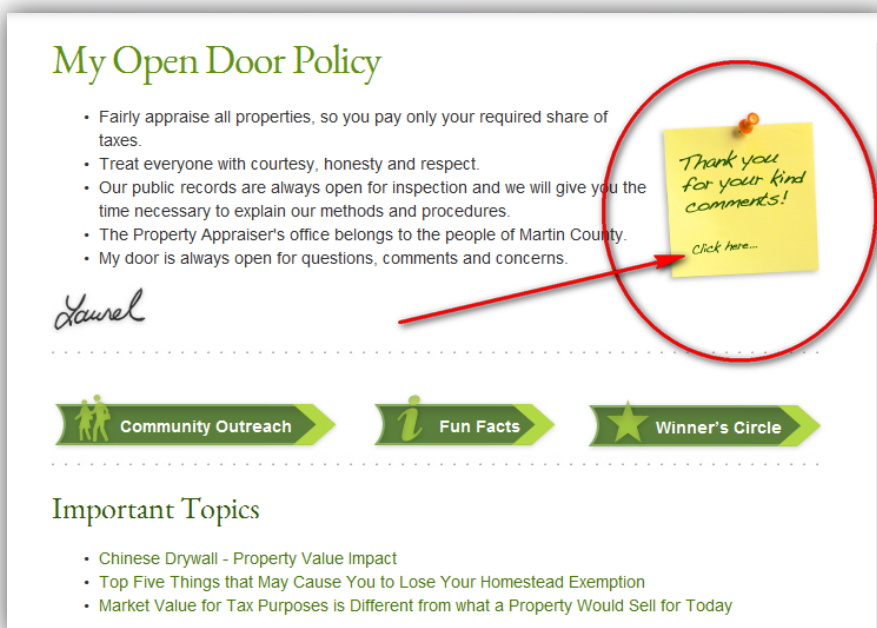 My Open Door Policy
• Fairly appraise all properties, so you pay only your required share of
taxes.
• Treat everyone with courtesy, honesty and respect.
• Our public records are always open for inspection and we will give you the
time necessary to explain our methods and procedures.
• The Property Appraiser's office belongs to the people of Martin County.
• My door is always open for questions, comments and concerns.
Thank you
for your kind
comments!
Click here...
Laurel
Community Outreach
Fun Facts
Winner's Circle
Important Topics
• Chinese Drywall - Property Value Impact
• Top Five Things that May Cause You to Lose Your Homestead Exemption
• Market Value for Tax Purposes is Different from what a Property Would Sell for Today